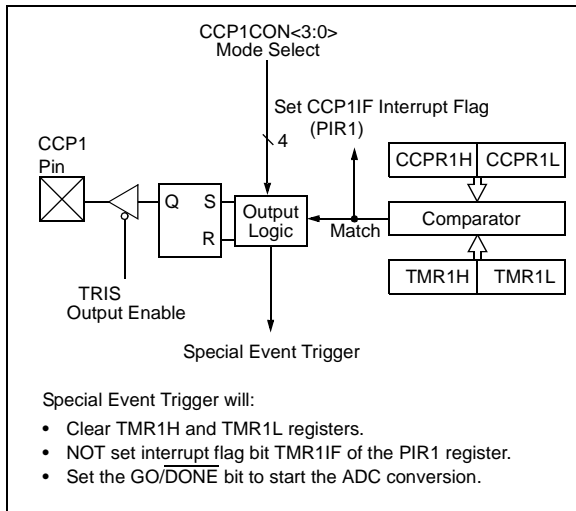 CCP1CON<3:0>
Mode Select
Set CCP1IF Interrupt Flag
(PIR1)
4
CCP1
Pin
CCPR1H CCPR1L
Q S
R
Output
Logic
Match
Comparator
TRIS
Output Enable
TMR1H TMR1L
Special Event Trigger
Special Event Trigger will:
• Clear TMR1H and TMR1L registers.
• NOT set interrupt flag bit TMR1IF of the PIR1 register.
• Set the GO/DONE bit to start the ADC conversion.